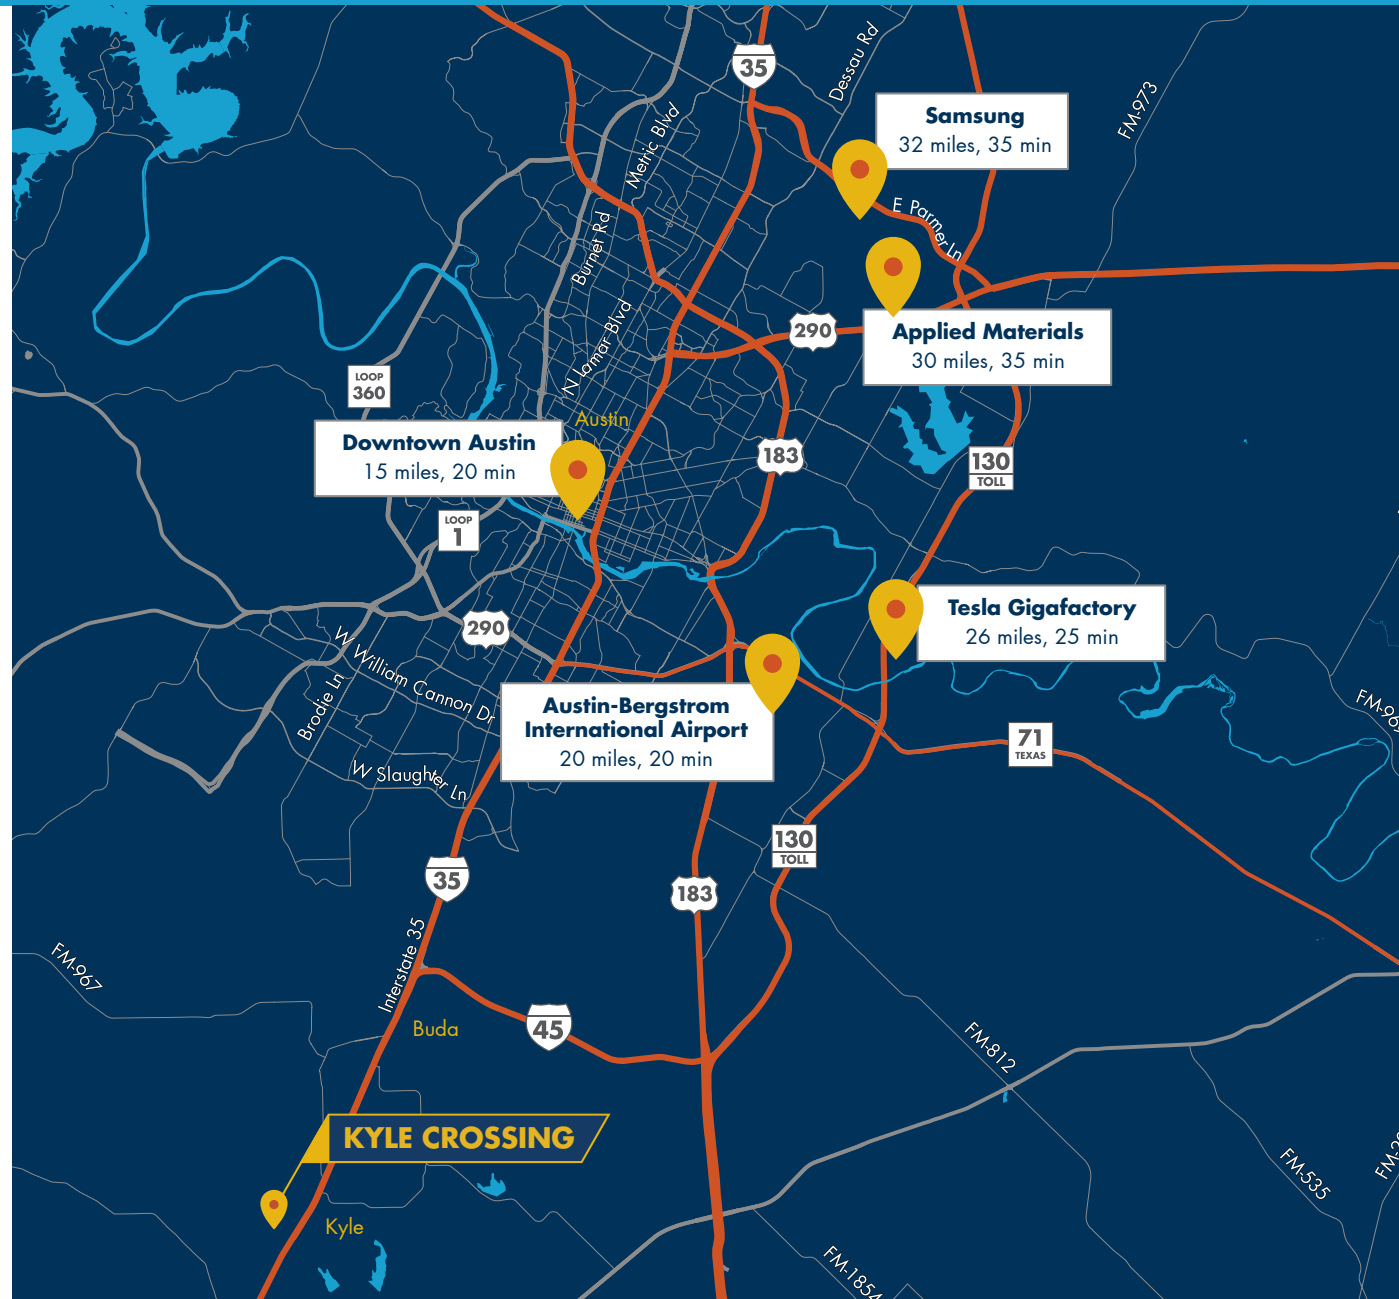 35
Dessau Rd
FM-973
Samsung
32 miles, 35 min
Metric Blvd
E Parmer Ln
Burnet Rd
290
Applied Materials
30 miles, 35 min
N Lamar Blvd
LOOP
360
Austin
Downtown Austin
15 miles, 20 min
183
130
TOLL
LOOP
1
Tesla Gigafactory
26 miles, 25 min
290
W William Cannon Dr
Brodie Ln
Austin-Bergstrom
International Airport
20 miles, 20 min
FM-969
71
TEXAS
W Slaughter Ln
130
TOLL
35
183
Interstate 35
FM-967
Buda
45
FM-812
KYLE CROSSING
FM-535
Kyle
FM-1854